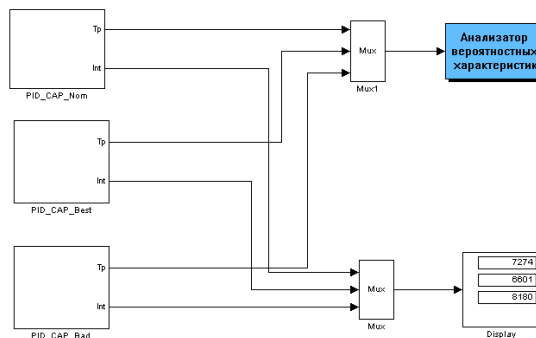 Tp
Int
PID_CAP_Nom
Mux
Mux1
Анализатор
вероятностных
характеристик
Tp
Int
PID_CAP_Best
Tp
Int
PID_CAP_Bad
Mux
Mux
7274
6601
8180
Display